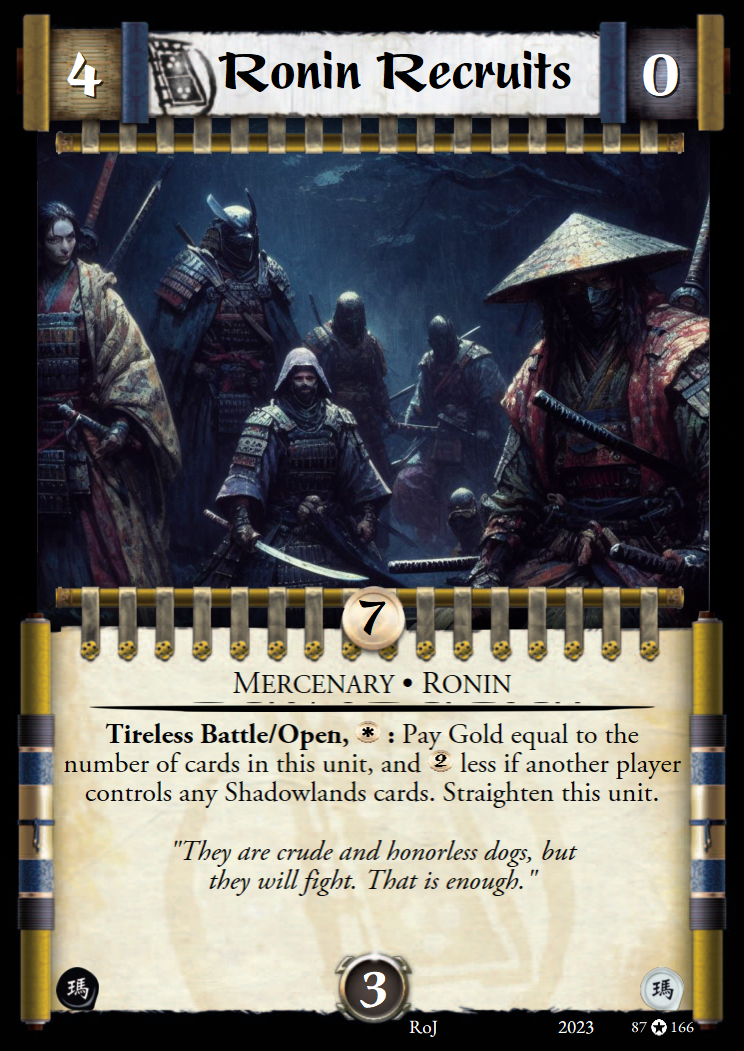 4
Ronin Recruits
0
7
Mercenary • Ronin
Tireless Battle/Open, * : Pay Gold equal to the
number of cards in this unit, and 2 less if another player
controls any Shadowlands cards. Straighten this unit.
"They are crude and honorless dogs, but
they will fight. That is enough."
瑪
3
瑪
RoJ
2023
87 ✪ 166